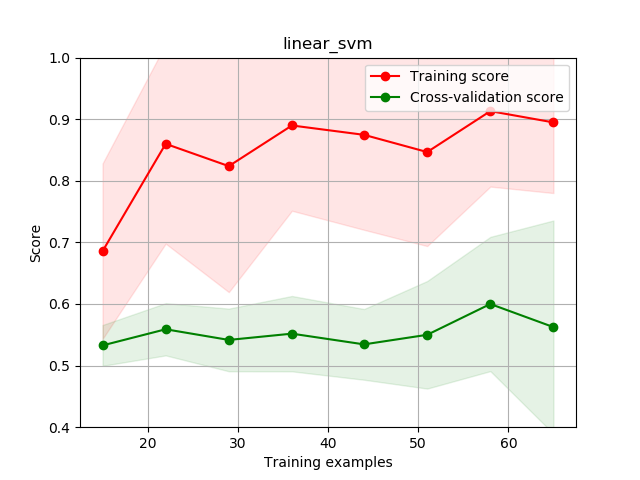 linear_svm
Training score
Cross-validation score
Score
1.0
0.9
0.8
0.7
0.6
0.5
0.4
20 30 40 50 60
Training examples